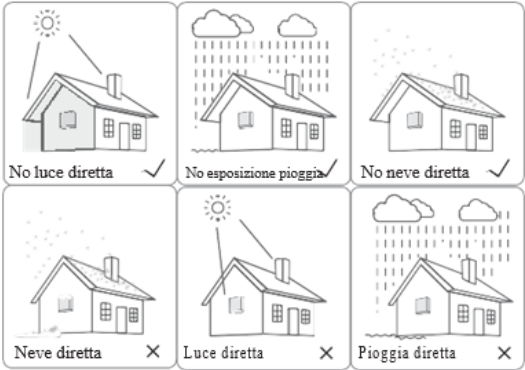 No luce diretta
No esposizione pioggia
No neve diretta
Neve diretta
Luce diretta
Pioggia diretta